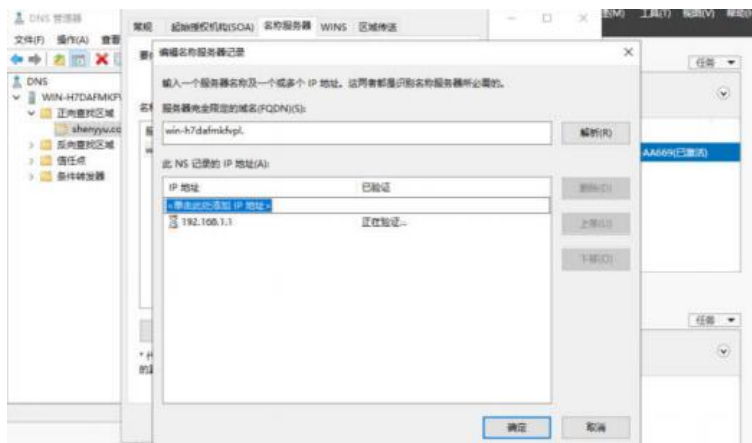 DNS 管理器
文件(F) 操作(A) 查看
DNS
WIN-H7DAFMKFV
正向查找区域
shenyyu.co
反向查找区域
信任点
条件转发器
常规 起始授权机构(SOA) 名称服务器 WINS 区域传送
编辑名称服务器记录
输入一个服务器名称及一个或多个 IP 地址。这两者都是识别名称服务器所必需的。
服务器完全限定的域名(FQDN)(S):
win-h7dafmkfvpl.
解析(R)
此 NS 记录的 IP 地址(A):
IP 地址 已验证
<单击此处添加 IP 地址>
192.168.1.1 正在验证...
删除(D)
上移(U)
下移(O)
确定 取消
图(M) 工具(T) 视图(V) 帮助
任务
AA669(已激活)
任务